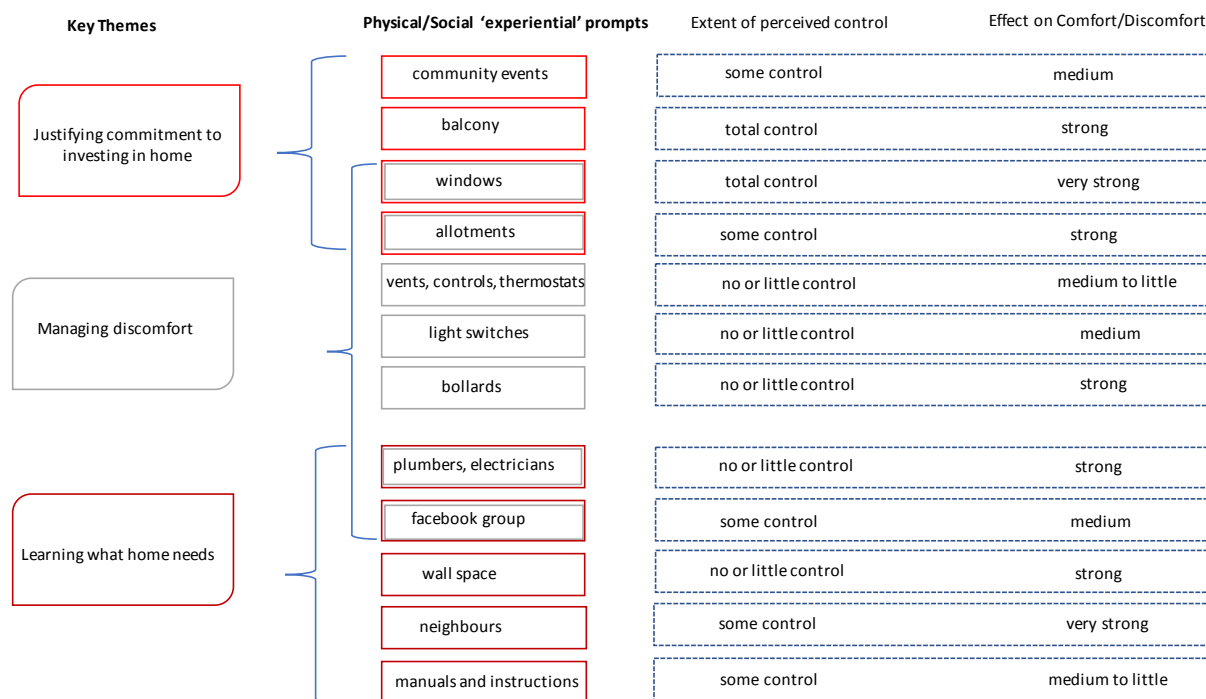 Key Themes
Physical/Social ‘experiential’ prompts
Extent of perceived control
Effect on Comfort/Discomfort
Justifying commitment to
investing in home
Managing discomfort
Learning what home needs
community events
some control
medium
balcony
total control
strong
windows
total control
very strong
allotments
some control
strong
vents, controls, thermostats
no or little control
medium to little
light switches
no or little control
medium
bollards
no or little control
strong
plumbers, electricians
no or little control
strong
facebook group
some control
medium
wall space
no or little control
strong
neighbours
some control
very strong
manuals and instructions
some control
medium to little